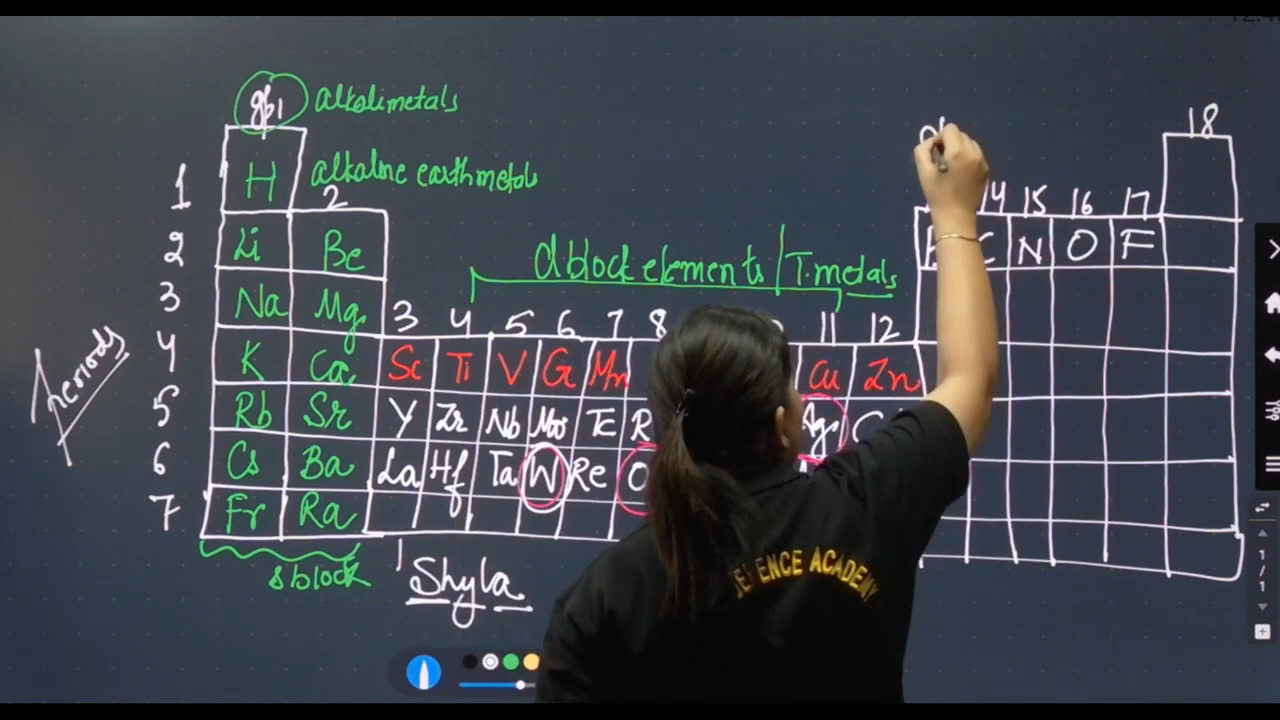 gp1 alkalimetals
18
1 H alkaline earthmetals
2 14 15 16 17
2 Li Be C N O F
d block elements / T.metals
3 Na Mg
3 4 5 6 7 8 11 12
4 K Ca Sc Ti V Cr Mn Cu Zn
periods
5 Rb Sr Y Zr Nb Mo Tc R Ag
6 Cs Ba La Hf Ta W Re O
7 Fr Ra
s block
Shyla
ENCE ACADEMY
1/1